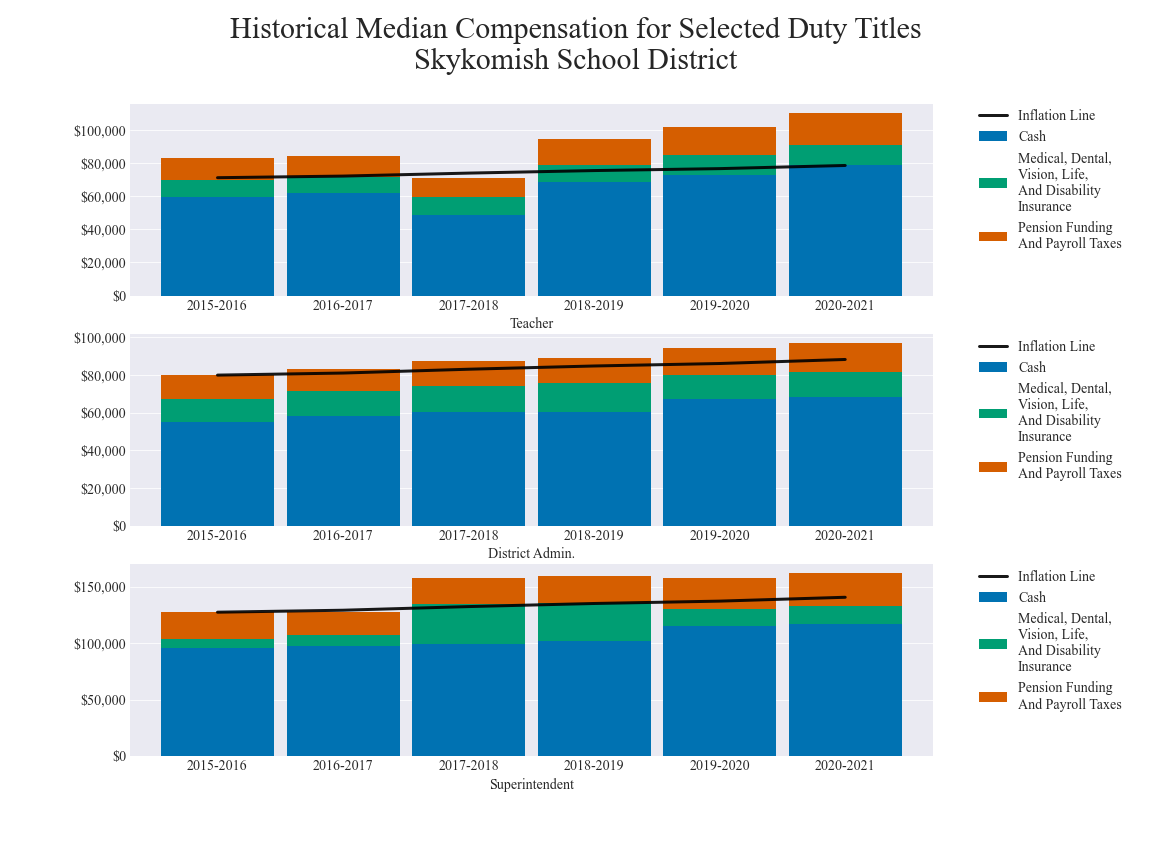 Historical Median Compensation for Selected Duty Titles
Skykomish School District
$100,000
$80,000
$60,000
$40,000
$20,000
$0
2015-2016 2016-2017 2017-2018 2018-2019 2019-2020 2020-2021
Teacher
Inflation Line
Cash
Medical, Dental,
Vision, Life,
And Disability
Insurance
Pension Funding
And Payroll Taxes
$100,000
$80,000
$60,000
$40,000
$20,000
$0
2015-2016 2016-2017 2017-2018 2018-2019 2019-2020 2020-2021
District Admin.
Inflation Line
Cash
Medical, Dental,
Vision, Life,
And Disability
Insurance
Pension Funding
And Payroll Taxes
$150,000
$100,000
$50,000
$0
2015-2016 2016-2017 2017-2018 2018-2019 2019-2020 2020-2021
Superintendent
Inflation Line
Cash
Medical, Dental,
Vision, Life,
And Disability
Insurance
Pension Funding
And Payroll Taxes